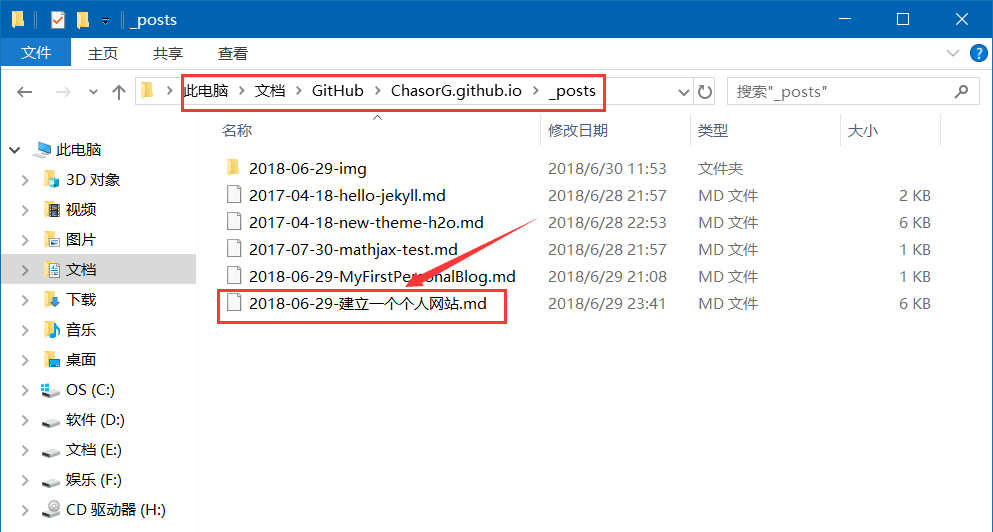 _posts
文件 主页 共享 查看
此电脑 > 文档 > GitHub > ChasorG.github.io > _posts 搜索"_posts"
名称 修改日期 类型 大小
2018-06-29-img 2018/6/30 11:53 文件夹
2017-04-18-hello-jekyll.md 2018/6/28 21:57 MD 文件 2 KB
2017-04-18-new-theme-h2o.md 2018/6/28 22:53 MD 文件 6 KB
2017-07-30-mathjax-test.md 2018/6/28 21:57 MD 文件 1 KB
2018-06-29-MyFirstPersonalBlog.md 2018/6/29 21:08 MD 文件 1 KB
2018-06-29-建立一个个人网站.md 2018/6/29 23:41 MD 文件 6 KB
此电脑
3D 对象
视频
图片
文档
下载
音乐
桌面
OS (C:)
软件 (D:)
文档 (E:)
娱乐 (F:)
CD 驱动器 (H:)